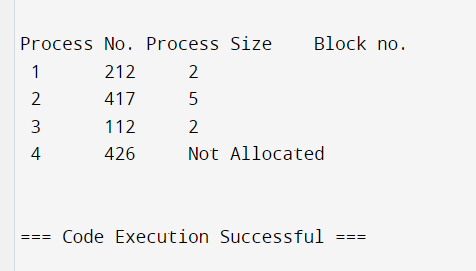 Process No. Process Size    Block no.
 1      212     2
 2      417     5
 3      112     2
 4      426     Not Allocated
=== Code Execution Successful ===